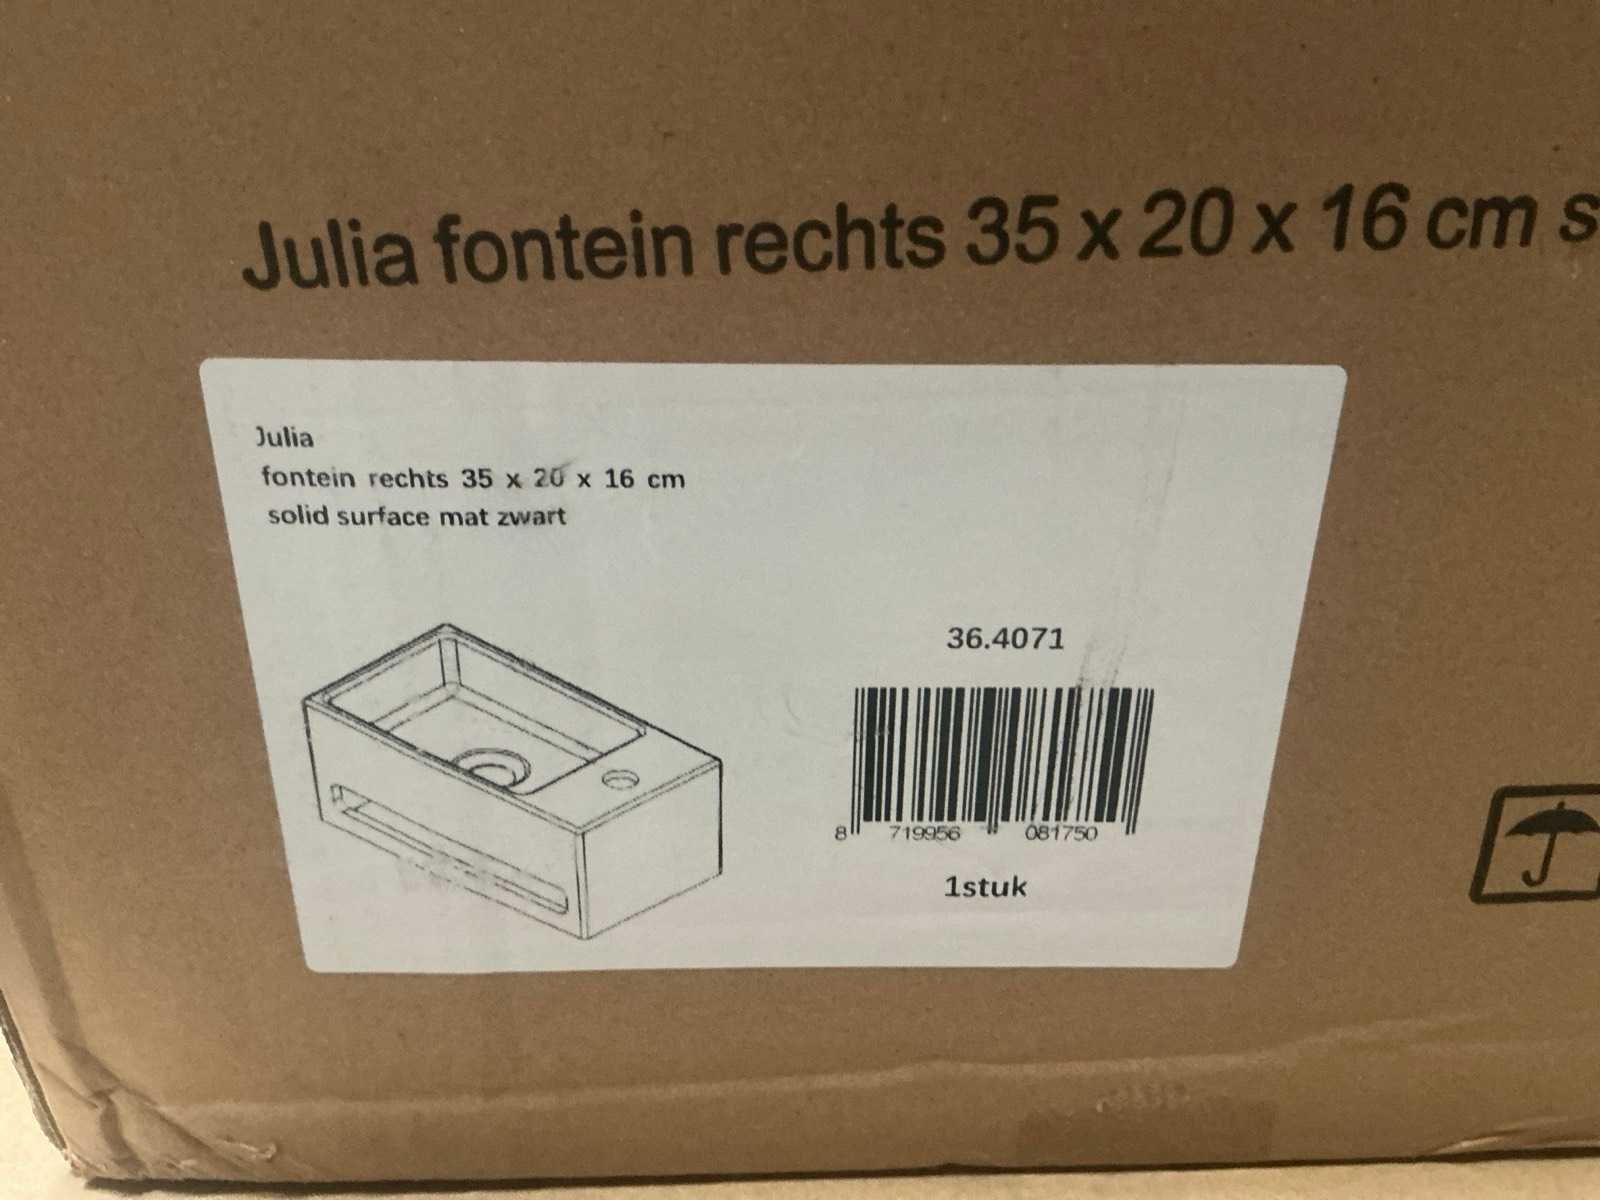 Julia fontein rechts 35 x 20 x 16 cm s
Julia
fontein rechts 35 x 20 x 16 cm
solid surface mat zwart
36.4071
8 719956 081750
1stuk